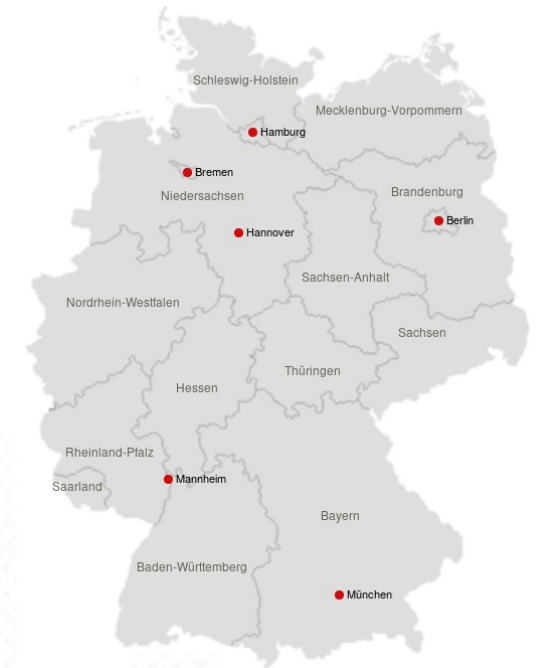 Schleswig-Holstein
Mecklenburg-Vorpommern
Hamburg
Bremen
Brandenburg
Niedersachsen
Berlin
Hannover
Sachsen-Anhalt
Nordrhein-Westfalen
Sachsen
Thüringen
Hessen
Rheinland-Pfalz
Mannheim
Saarland
Bayern
Baden-Württemberg
München